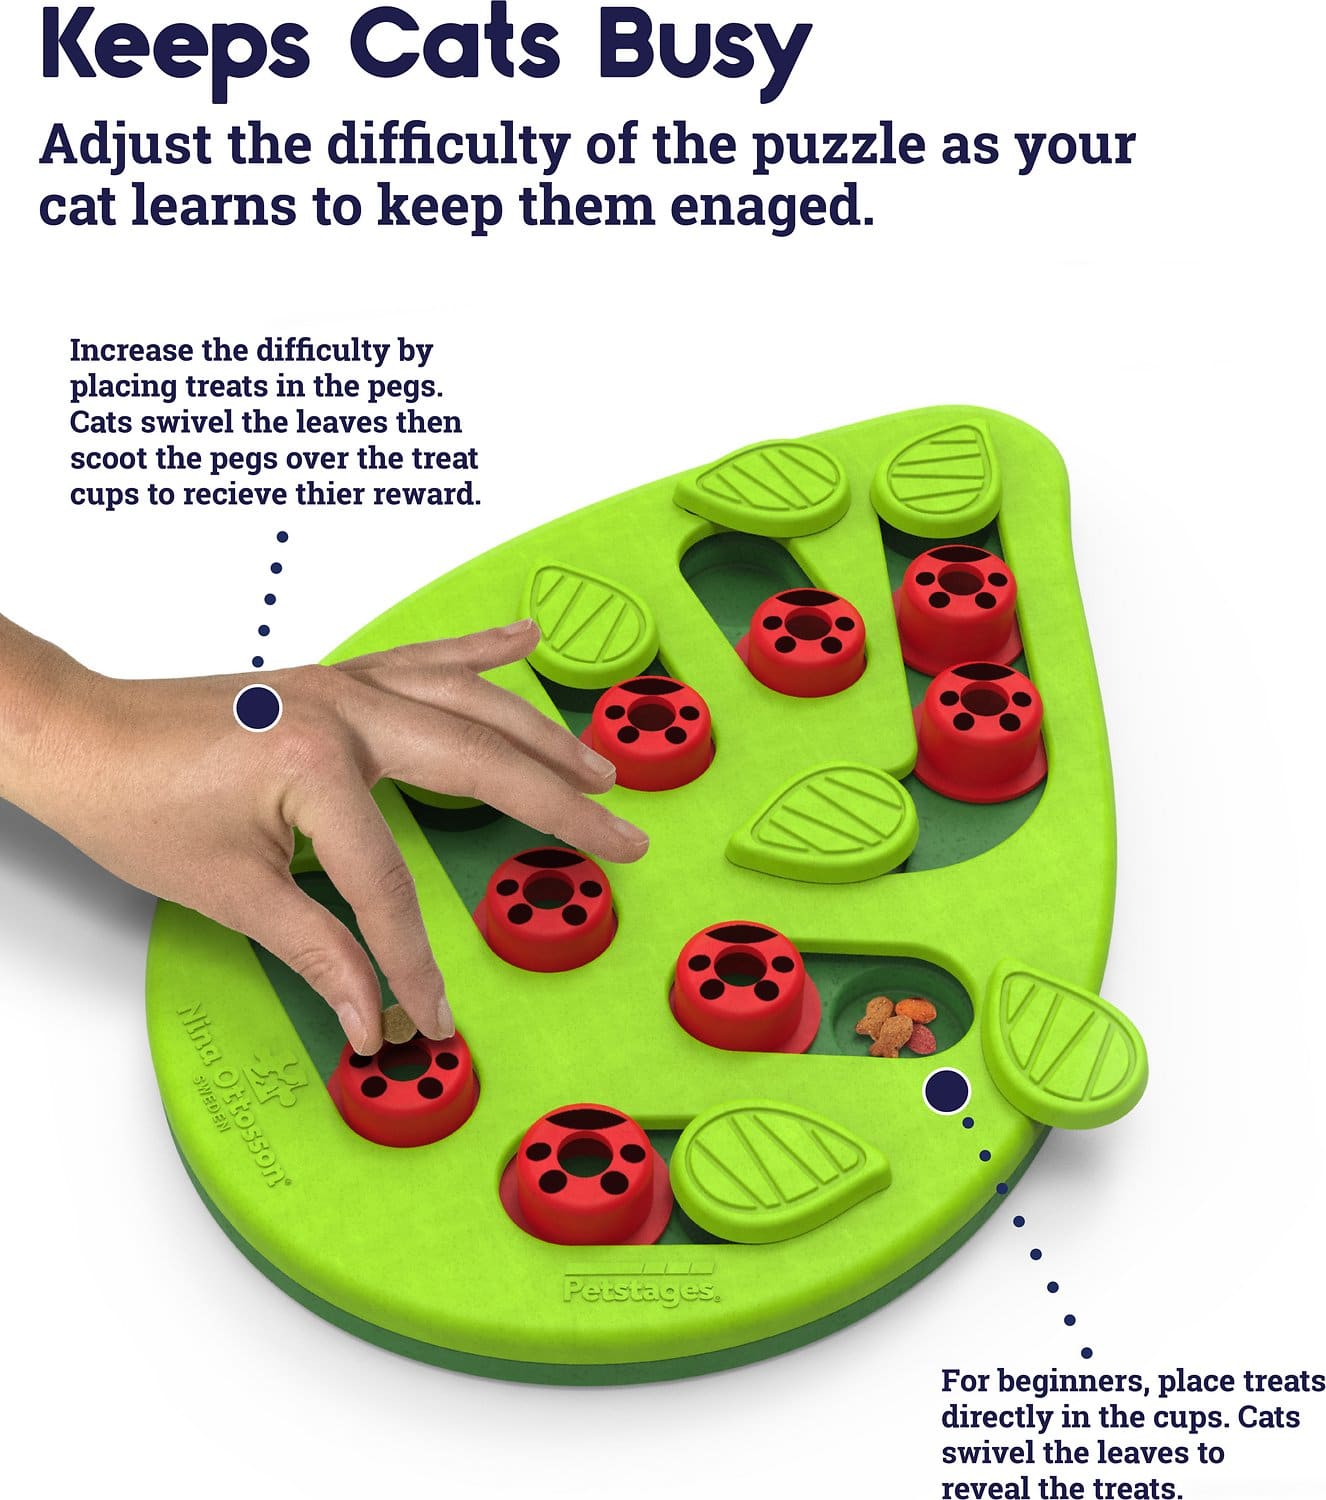 Keeps Cats Busy
Adjust the difficulty of the puzzle as your
cat learns to keep them enaged.
Increase the difficulty by
placing treats in the pegs.
Cats swivel the leaves then
scoot the pegs over the treat
cups to recieve thier reward.
Nina Ottosson®
SWEDEN
Petstages®
For beginners, place treats
directly in the cups. Cats
swivel the leaves to
reveal the treats.